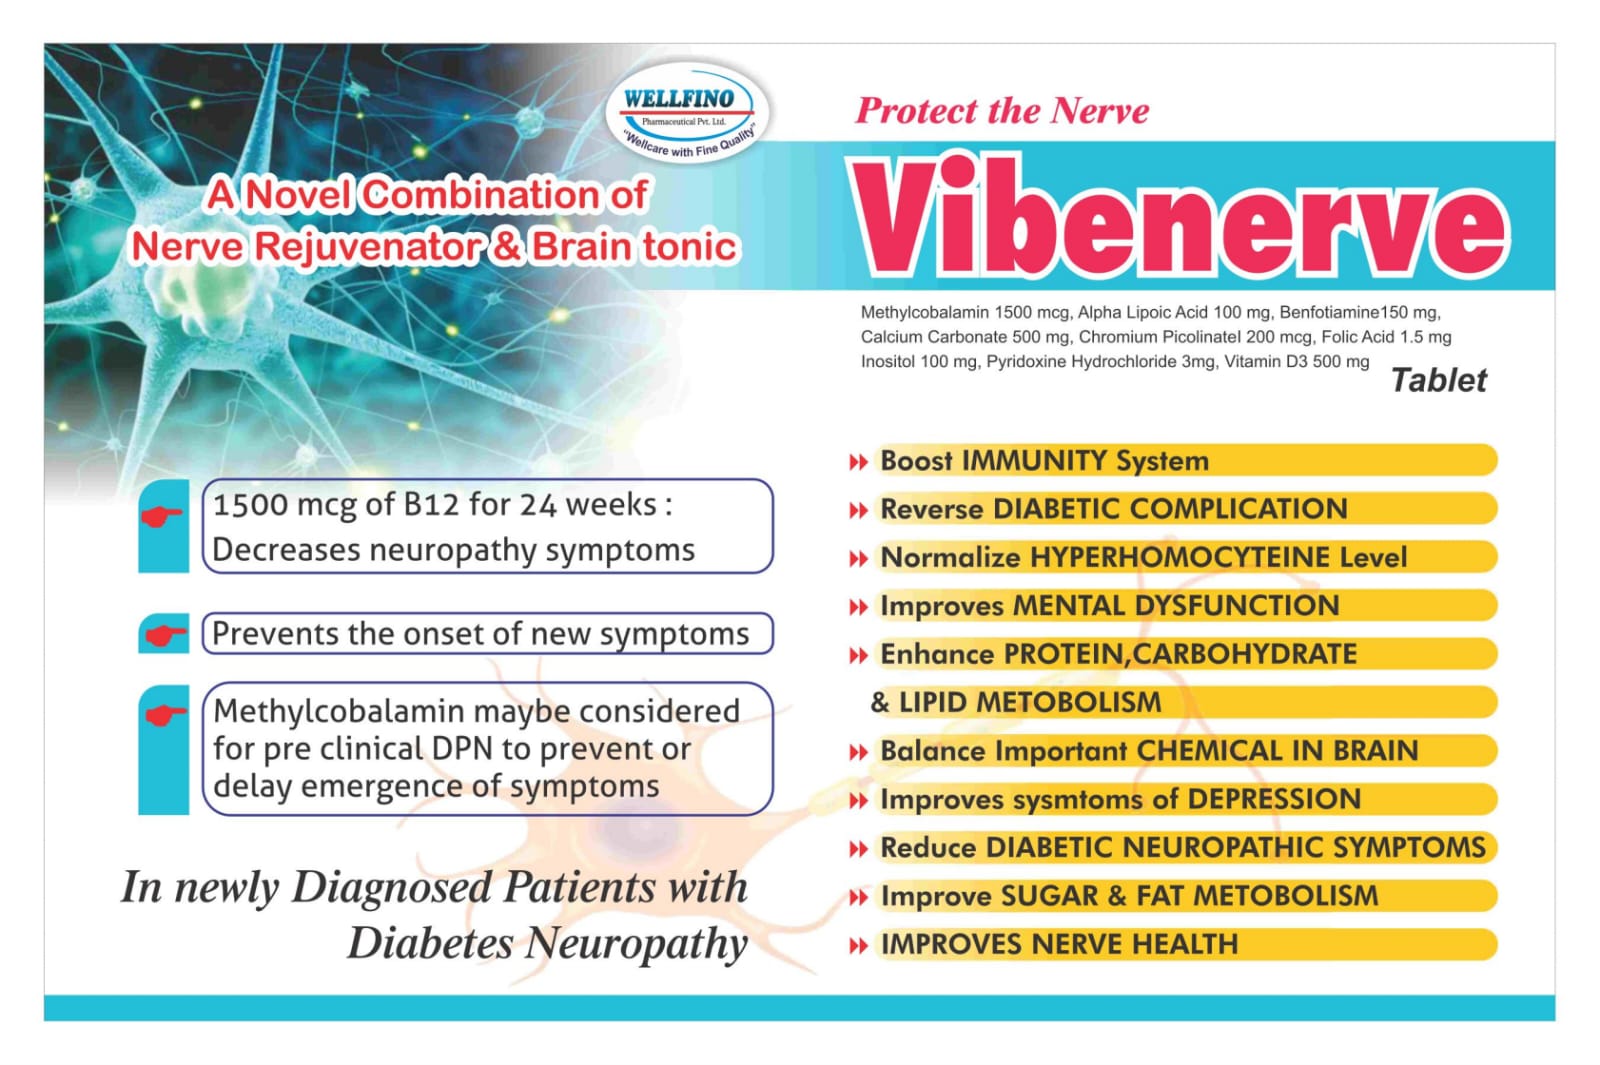 WELLFINO
Pharmaceutical Pvt. Ltd.
"Wellcare with Fine Quality"
A Novel Combination of
Nerve Rejuvenator & Brain tonic
1500 mcg of B12 for 24 weeks :
Decreases neuropathy symptoms
Prevents the onset of new symptoms
Methylcobalamin maybe considered
for pre clinical DPN to prevent or
delay emergence of symptoms
In newly Diagnosed Patients with
Diabetes Neuropathy
Protect the Nerve
Vibenerve
Methylcobalamin 1500 mcg, Alpha Lipoic Acid 100 mg, Benfotiamine150 mg,
Calcium Carbonate 500 mg, Chromium Picolinatel 200 mcg, Folic Acid 1.5 mg
Inositol 100 mg, Pyridoxine Hydrochloride 3mg, Vitamin D3 500 mg
Tablet
Boost IMMUNITY System
Reverse DIABETIC COMPLICATION
Normalize HYPERHOMOCYTEINE Level
Improves MENTAL DYSFUNCTION
Enhance PROTEIN,CARBOHYDRATE
& LIPID METOBOLISM
Balance Important CHEMICAL IN BRAIN
Improves sysmtoms of DEPRESSION
Reduce DIABETIC NEUROPATHIC SYMPTOMS
Improve SUGAR & FAT METOBOLISM
IMPROVES NERVE HEALTH